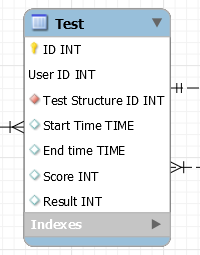 Test
ID INT
User ID INT
Test Structure ID INT
Start Time TIME
End time TIME
Score INT
Result INT
Indexes